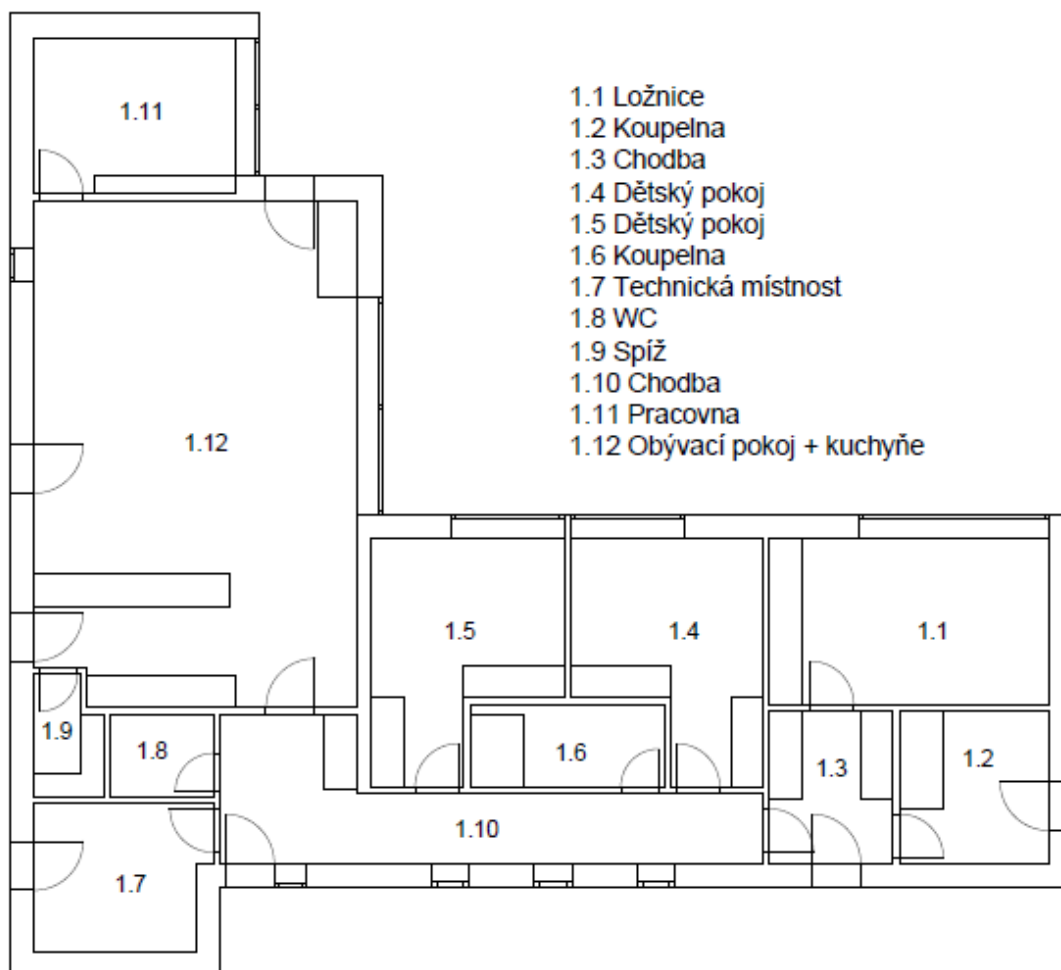 1.11
1.1 Ložnice
1.2 Koupelna
1.3 Chodba
1.4 Dětský pokoj
1.5 Dětský pokoj
1.6 Koupelna
1.7 Technická místnost
1.8 WC
1.9 Spíž
1.10 Chodba
1.11 Pracovna
1.12 Obývací pokoj + kuchyňe
1.12
1.5
1.4
1.1
1.9
1.8
1.6
1.3
1.2
1.10
1.7